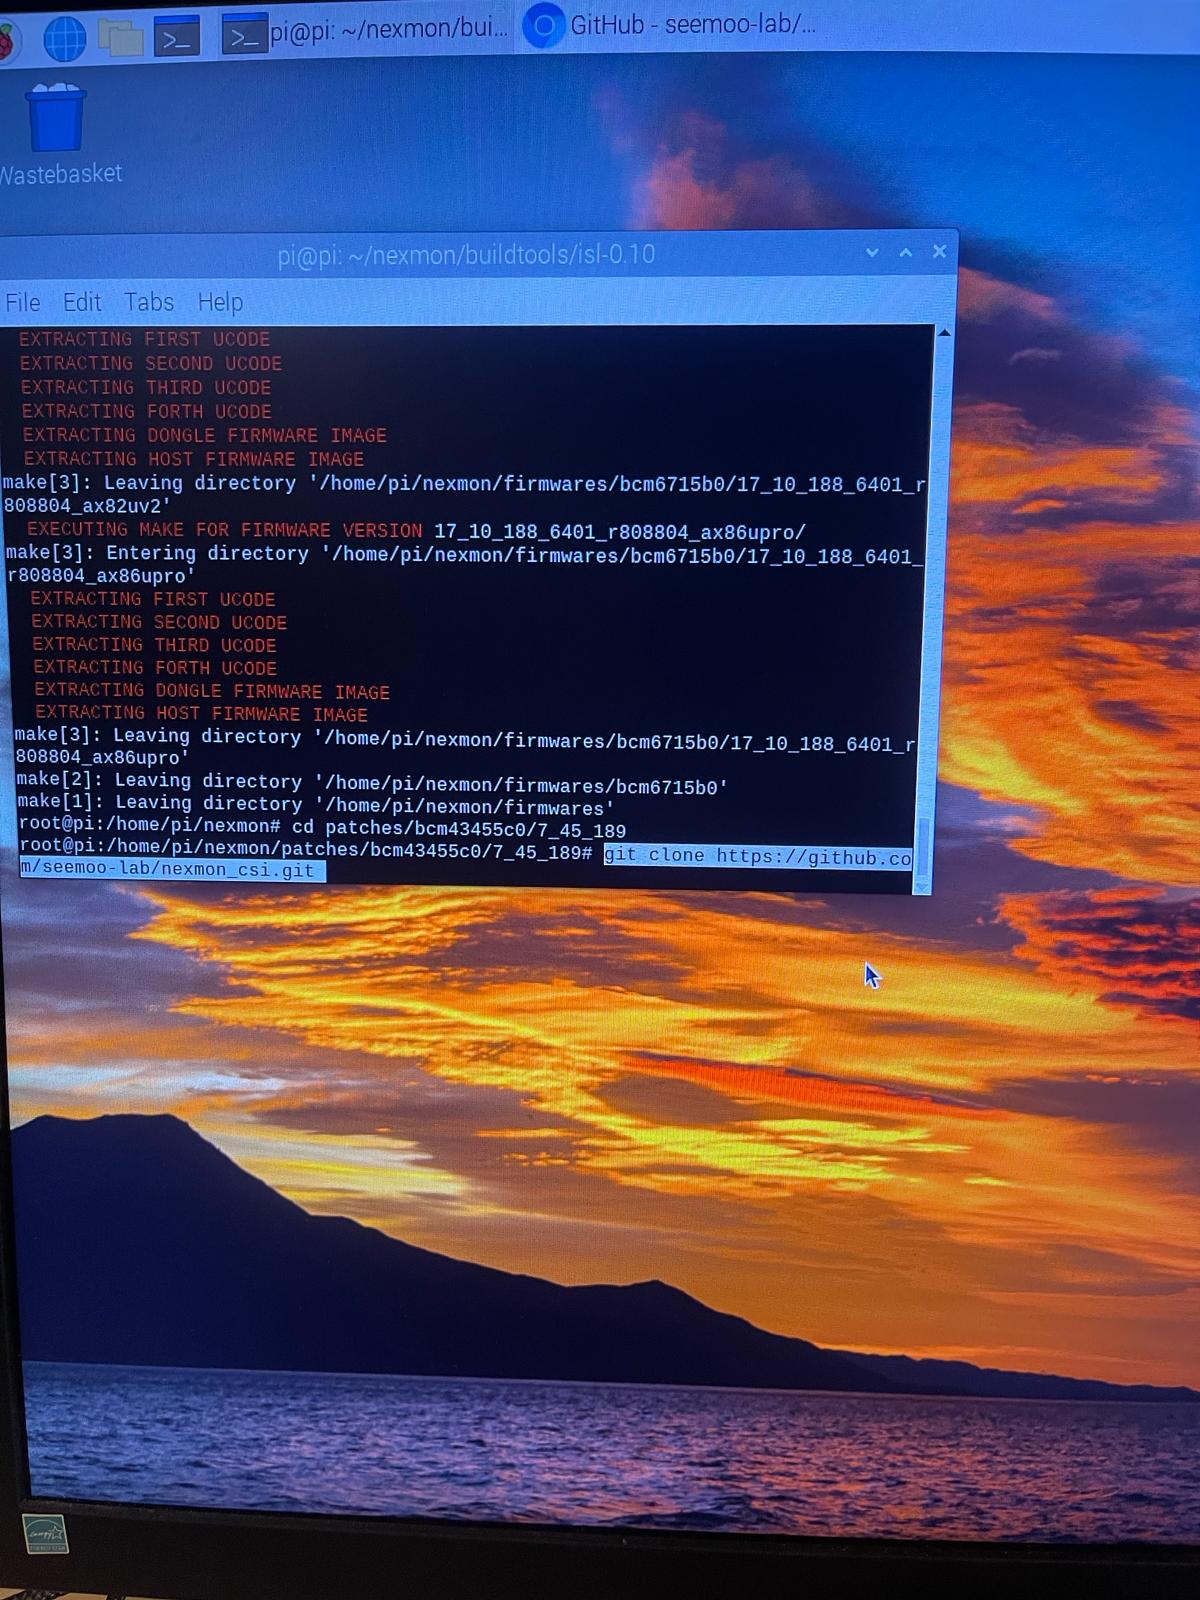 pi@pi: ~/nexmon/bui...
GitHub - seemoo-lab/...
Wastebasket
pi@pi: ~/nexmon/buildtools/isl-0.10
File Edit Tabs Help
EXTRACTING FIRST UCODE
EXTRACTING SECOND UCODE
EXTRACTING THIRD UCODE
EXTRACTING FORTH UCODE
EXTRACTING DONGLE FIRMWARE IMAGE
EXTRACTING HOST FIRMWARE IMAGE
make[3]: Leaving directory '/home/pi/nexmon/firmwares/bcm6715b0/17_10_188_6401_r
808804_ax82uv2'
EXECUTING MAKE FOR FIRMWARE VERSION 17_10_188_6401_r808804_ax86upro/
make[3]: Entering directory '/home/pi/nexmon/firmwares/bcm6715b0/17_10_188_6401_
r808804_ax86upro'
EXTRACTING FIRST UCODE
EXTRACTING SECOND UCODE
EXTRACTING THIRD UCODE
EXTRACTING FORTH UCODE
EXTRACTING DONGLE FIRMWARE IMAGE
EXTRACTING HOST FIRMWARE IMAGE
make[3]: Leaving directory '/home/pi/nexmon/firmwares/bcm6715b0/17_10_188_6401_r
808804_ax86upro'
make[2]: Leaving directory '/home/pi/nexmon/firmwares/bcm6715b0'
make[1]: Leaving directory '/home/pi/nexmon/firmwares'
root@pi:/home/pi/nexmon# cd patches/bcm43455c0/7_45_189
root@pi:/home/pi/nexmon/patches/bcm43455c0/7_45_189# git clone https://github.co
m/seemoo-lab/nexmon_csi.git